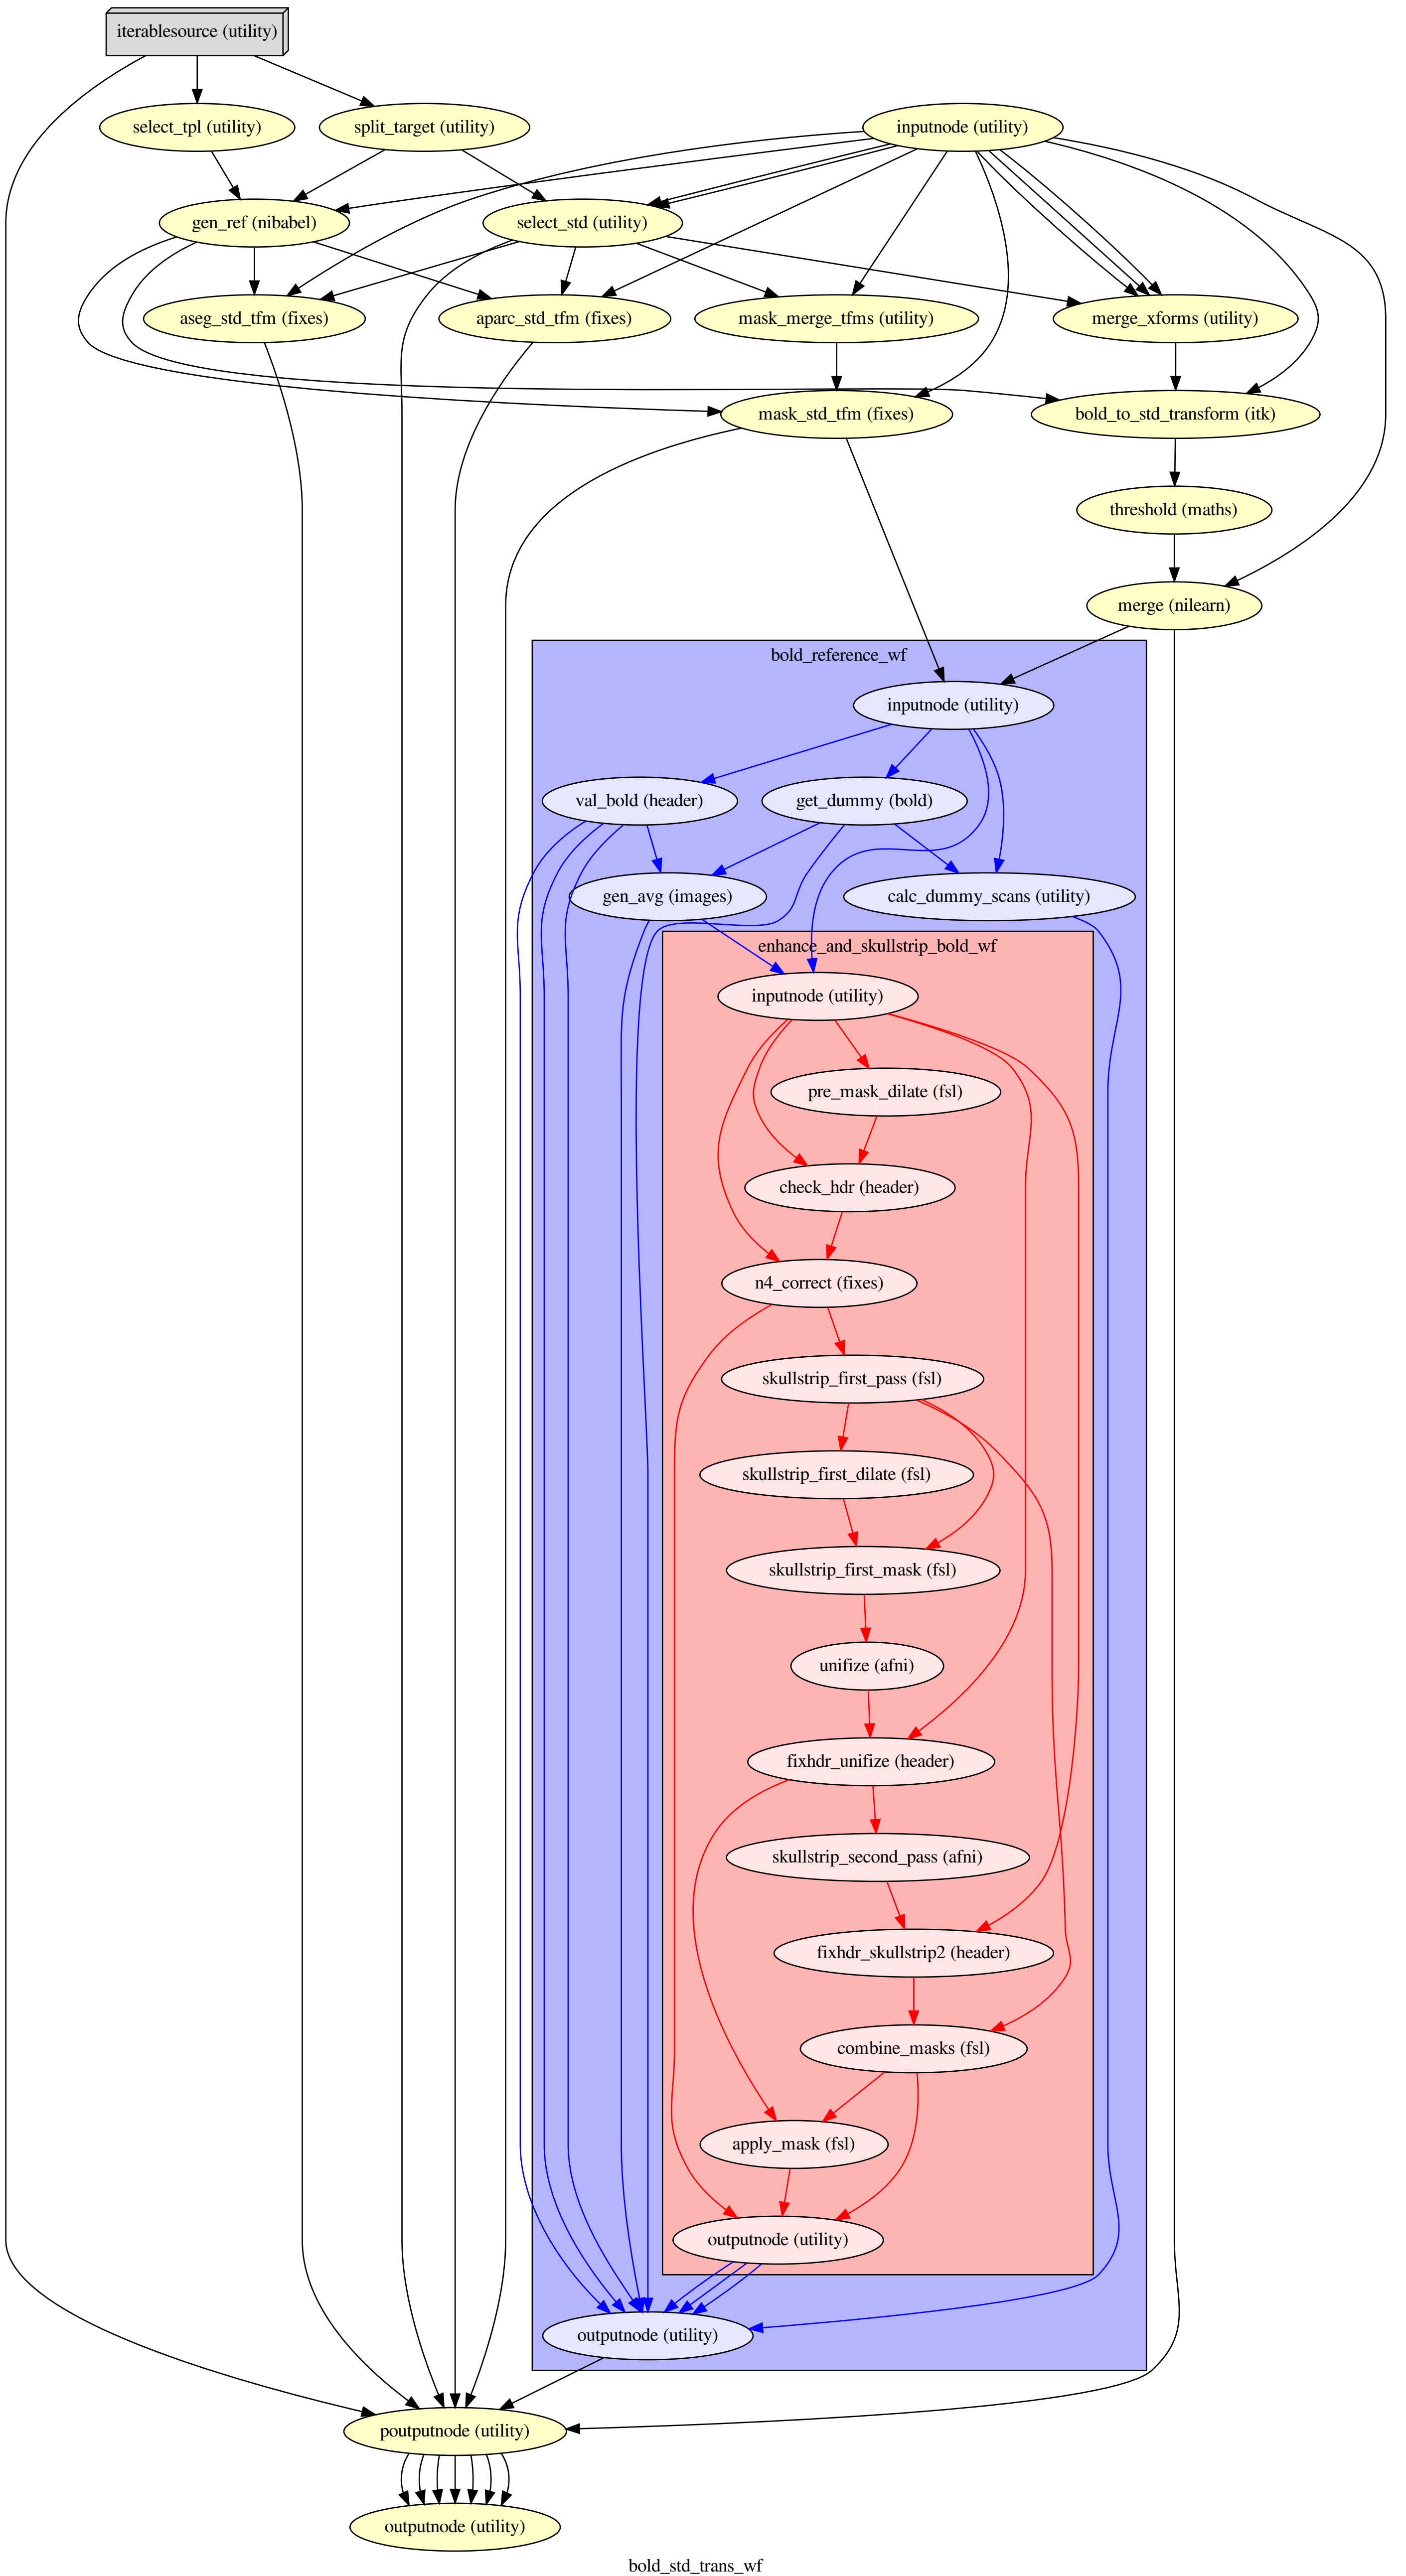 iterablesource (utility)
select_tpl (utility)
split_target (utility)
inputnode (utility)
gen_ref (nibabel)
select_std (utility)
aseg_std_tfm (fixes)
aparc_std_tfm (fixes)
mask_merge_tfms (utility)
merge_xforms (utility)
mask_std_tfm (fixes)
bold_to_std_transform (itk)
threshold (maths)
merge (nilearn)
bold_reference_wf
inputnode (utility)
val_bold (header)
get_dummy (bold)
gen_avg (images)
calc_dummy_scans (utility)
enhance_and_skullstrip_bold_wf
inputnode (utility)
pre_mask_dilate (fsl)
check_hdr (header)
n4_correct (fixes)
skullstrip_first_pass (fsl)
skullstrip_first_dilate (fsl)
skullstrip_first_mask (fsl)
unifize (afni)
fixhdr_unifize (header)
skullstrip_second_pass (afni)
fixhdr_skullstrip2 (header)
combine_masks (fsl)
apply_mask (fsl)
outputnode (utility)
outputnode (utility)
poutputnode (utility)
outputnode (utility)
bold_std_trans_wf